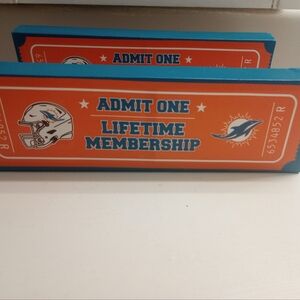 ADMIT ONE
R
ADMIT ONE
LIFETIME
MEMBERSHIP
6534852 R